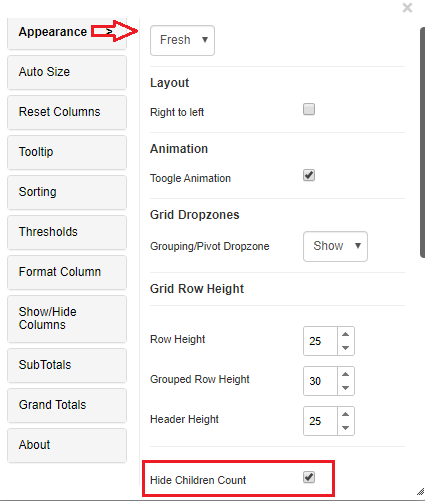 Appearance >
Auto Size
Reset Columns
Tooltip
Sorting
Thresholds
Format Column
Show/Hide
Columns
SubTotals
Grand Totals
About
Fresh
Layout
Right to left
Animation
Toogle Animation
Grid Dropzones
Grouping/Pivot Dropzone
Show
Grid Row Height
Row Height
25
Grouped Row Height
30
Header Height
25
Hide Children Count